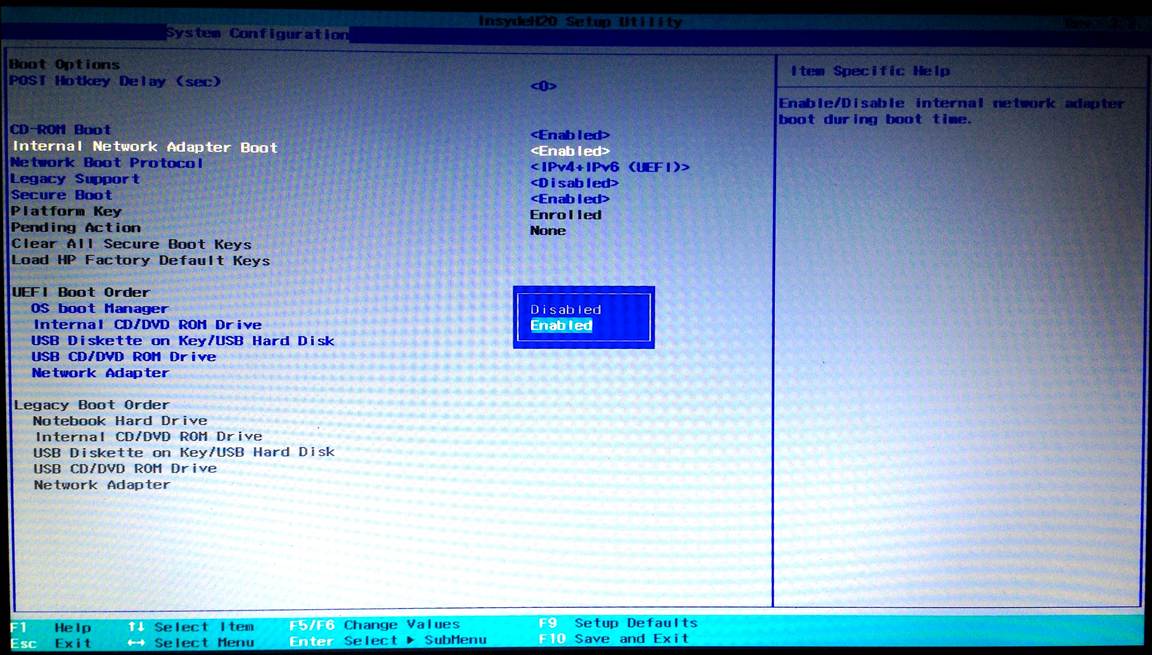 InsydeH20 Setup Utility
System Configuration
Boot Options
POST Hotkey Delay (sec) <0>
CD-ROM Boot <Enabled>
Internal Network Adapter Boot <Enabled>
Network Boot Protocol <IPv4+IPv6 (UEFI)>
Legacy Support <Disabled>
Secure Boot <Enabled>
Platform Key Enrolled
Pending Action None
Clear All Secure Boot Keys
Load HP Factory Default Keys
UEFI Boot Order
OS boot Manager
Internal CD/DVD ROM Drive
USB Diskette on Key/USB Hard Disk
USB CD/DVD ROM Drive
Network Adapter
Legacy Boot Order
Notebook Hard Drive
Internal CD/DVD ROM Drive
USB Diskette on Key/USB Hard Disk
USB CD/DVD ROM Drive
Network Adapter
Disabled
Enabled
Item Specific Help
Enable/Disable internal network adapter
boot during boot time.
F1 Help ↑↓ Select Item F5/F6 Change Values F9 Setup Defaults
Esc Exit ↔ Select Menu Enter Select ▶ SubMenu F10 Save and Exit